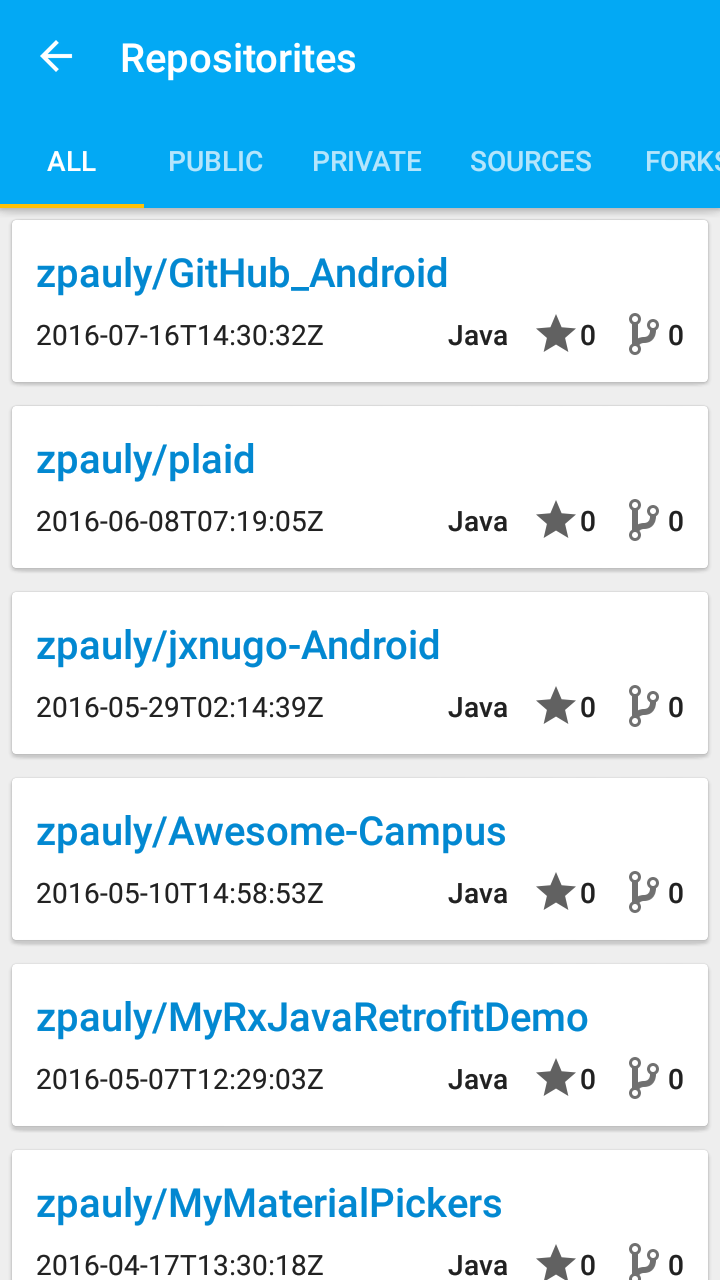 Repositorites
ALL PUBLIC PRIVATE SOURCES FORKS
zpauly/GitHub_Android
2016-07-16T14:30:32Z Java 0 0
zpauly/plaid
2016-06-08T07:19:05Z Java 0 0
zpauly/jxnugo-Android
2016-05-29T02:14:39Z Java 0 0
zpauly/Awesome-Campus
2016-05-10T14:58:53Z Java 0 0
zpauly/MyRxJavaRetrofitDemo
2016-05-07T12:29:03Z Java 0 0
zpauly/MyMaterialPickers
2016-04-17T13:30:18Z Java 0 0